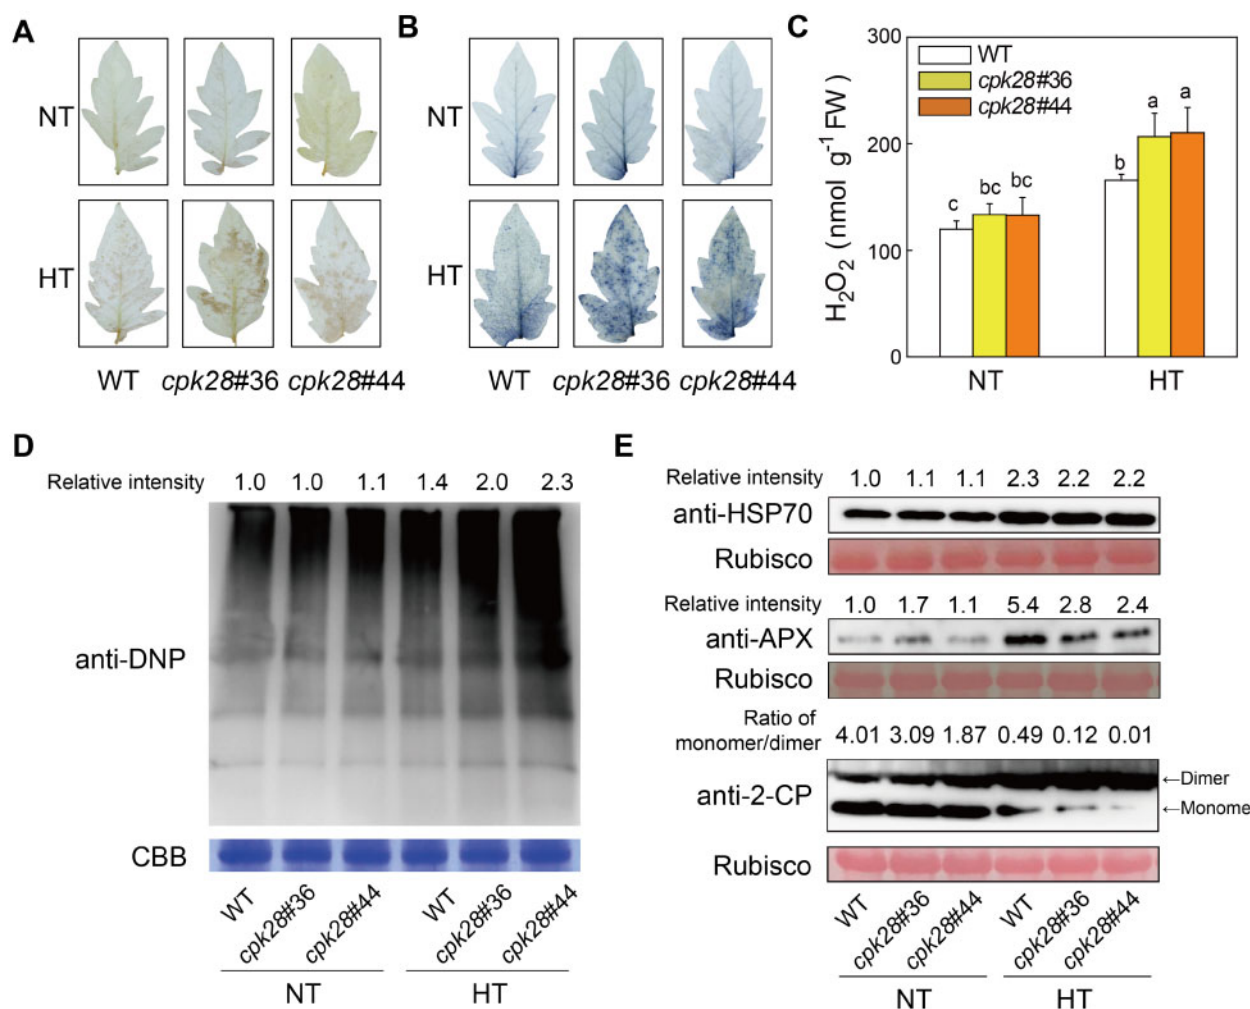 A
NT
HT
WT cpk28#36 cpk28#44
B
NT
HT
WT cpk28#36 cpk28#44
C
300
200
100
0
H2O2 (nmol g-1 FW)
WT
cpk28#36
cpk28#44
c bc bc b a a
NT HT
D
Relative intensity 1.0 1.0 1.1 1.4 2.0 2.3
anti-DNP
CBB
WT cpk28#36 cpk28#44 WT cpk28#36 cpk28#44
NT HT
E
Relative intensity 1.0 1.1 1.1 2.3 2.2 2.2
anti-HSP70
Rubisco
Relative intensity 1.0 1.7 1.1 5.4 2.8 2.4
anti-APX
Rubisco
Ratio of
monomer/dimer 4.01 3.09 1.87 0.49 0.12 0.01
anti-2-CP
←Dimer
←Monome
Rubisco
WT cpk28#36 cpk28#44 WT cpk28#36 cpk28#44
NT HT